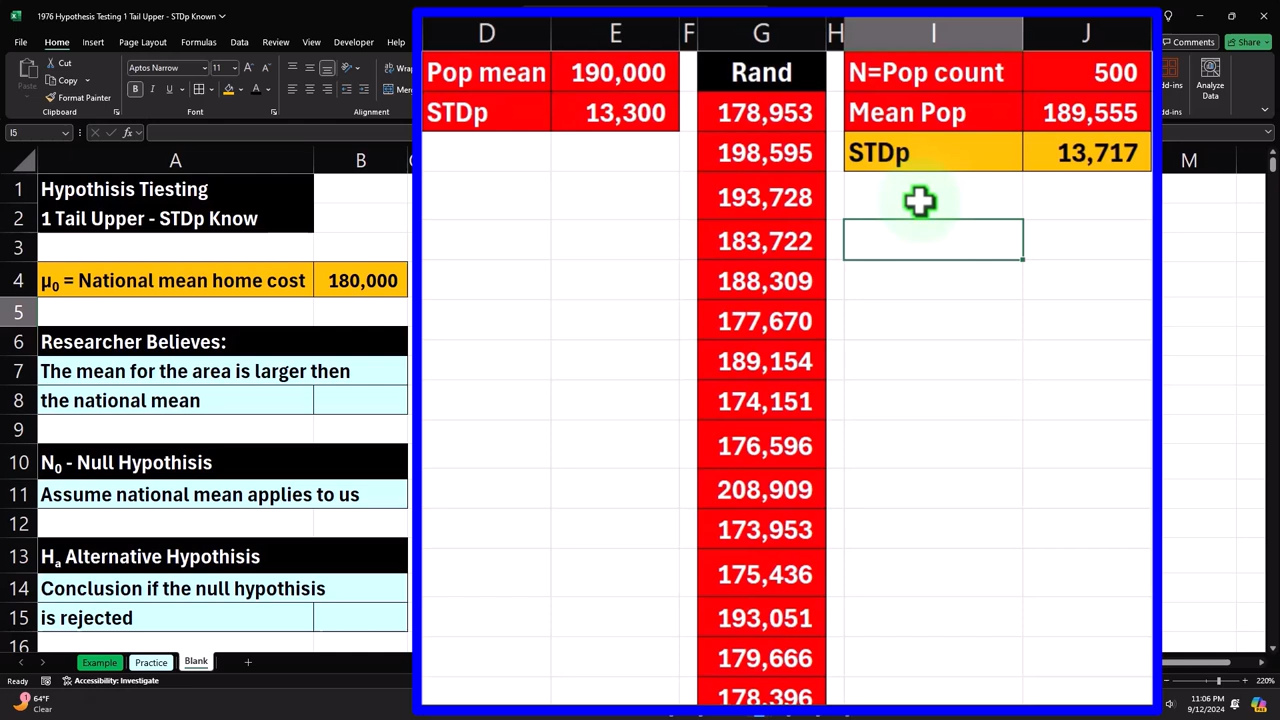 1976 Hypothesis Testing 1 Tail Upper - STDp Known
File Home Insert Page Layout Formulas Data Review View Developer
Comments Share
Cut
Copy
Format Painter
Clipboard
Aptos Narrow 11
Font
Alignment
Analyze Data
Analysis
I5
A B
D E F G H I J
M
1 Hypothisis Tiesting
2 1 Tail Upper - STDp Know
3
4 μ0 = National mean home cost 180,000
5
6 Researcher Believes:
7 The mean for the area is larger then
8 the national mean
9
10 N0 - Null Hypothisis
11 Assume national mean applies to us
12
13 Ha Alternative Hypothisis
14 Conclusion if the null hypothisis
15 is rejected
16
Pop mean 190,000 Rand N=Pop count 500
STDp 13,300 178,953 Mean Pop 189,555
198,595 STDp 13,717
193,728
183,722
188,309
177,670
189,154
174,151
176,596
208,909
173,953
175,436
193,051
179,666
178,396
Example Practice Blank
Ready Accessibility: Investigate 220%
64°F
Clear
11:06 PM
9/12/2024